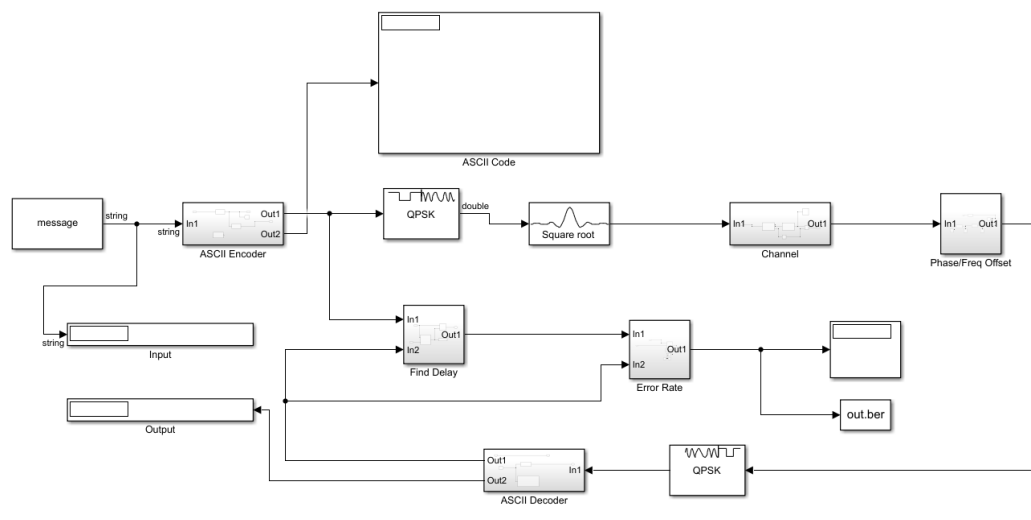 ASCII Code
message
string
string
In1
Out1
Out2
ASCII Encoder
QPSK
double
Square root
In1
Out1
Channel
In1
Out1
Phase/Freq Offset
string
Input
In1
In2
Out1
Find Delay
In1
In2
Out1
Error Rate
out.ber
Output
Out1
Out2
In1
ASCII Decoder
QPSK